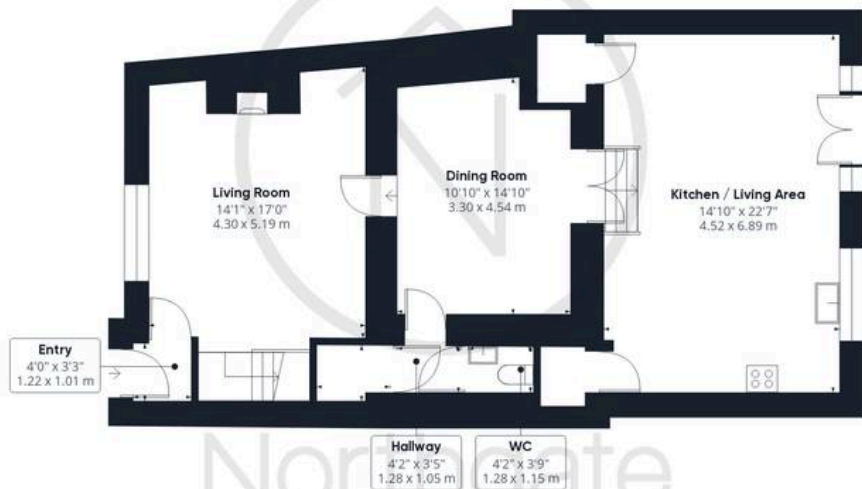 Living Room
14'1" x 17'0"
4.30 x 5.19 m
Dining Room
10'10" x 14'10"
3.30 x 4.54 m
Kitchen / Living Area
14'10" x 22'7"
4.52 x 6.89 m
Entry
4'0" x 3'3"
1.22 x 1.01 m
Hallway
4'2" x 3'5"
1.28 x 1.05 m
WC
4'2" x 3'9"
1.28 x 1.15 m
Northgate